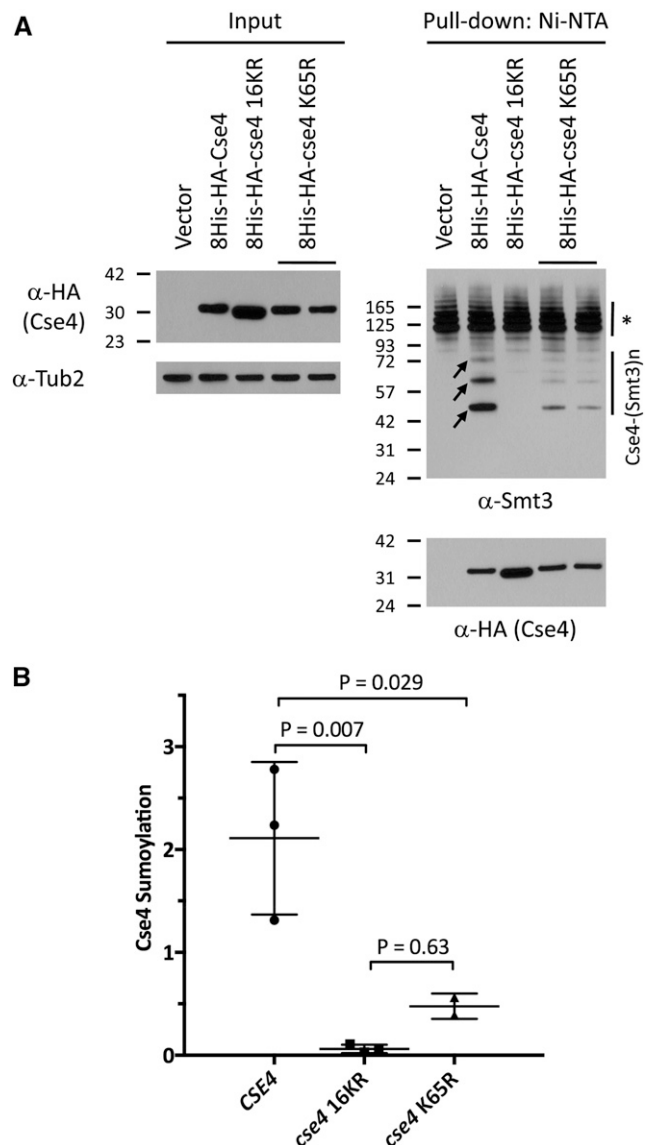 A
Input
Pull-down: Ni-NTA
Vector
8His-HA-Cse4
8His-HA-cse4 16KR
8His-HA-cse4 K65R
Vector
8His-HA-Cse4
8His-HA-cse4 16KR
8His-HA-cse4 K65R
α-HA
(Cse4)
42
30
23
α-Tub2
165
125
93
72
57
42
31
24
*
Cse4-(Smt3)n
α-Smt3
42
31
24
α-HA (Cse4)
B
P = 0.029
P = 0.007
P = 0.63
Cse4 Sumoylation
3
2
1
0
CSE4
cse4 16KR
cse4 K65R